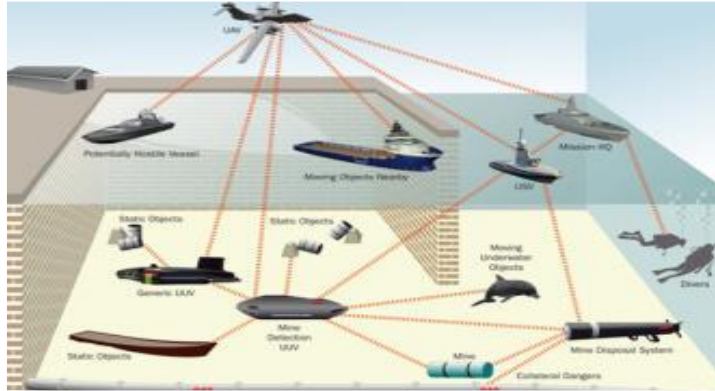 UAV
Potentially Hostile Vessel
Moving Objects Nearby
USV
Mission HQ
Static Objects
Static Objects
Generic UUV
Moving
Underwater
Objects
Divers
Mine
Detection
UUV
Static Objects
Mine
Mine Disposal System
Collateral Dangers